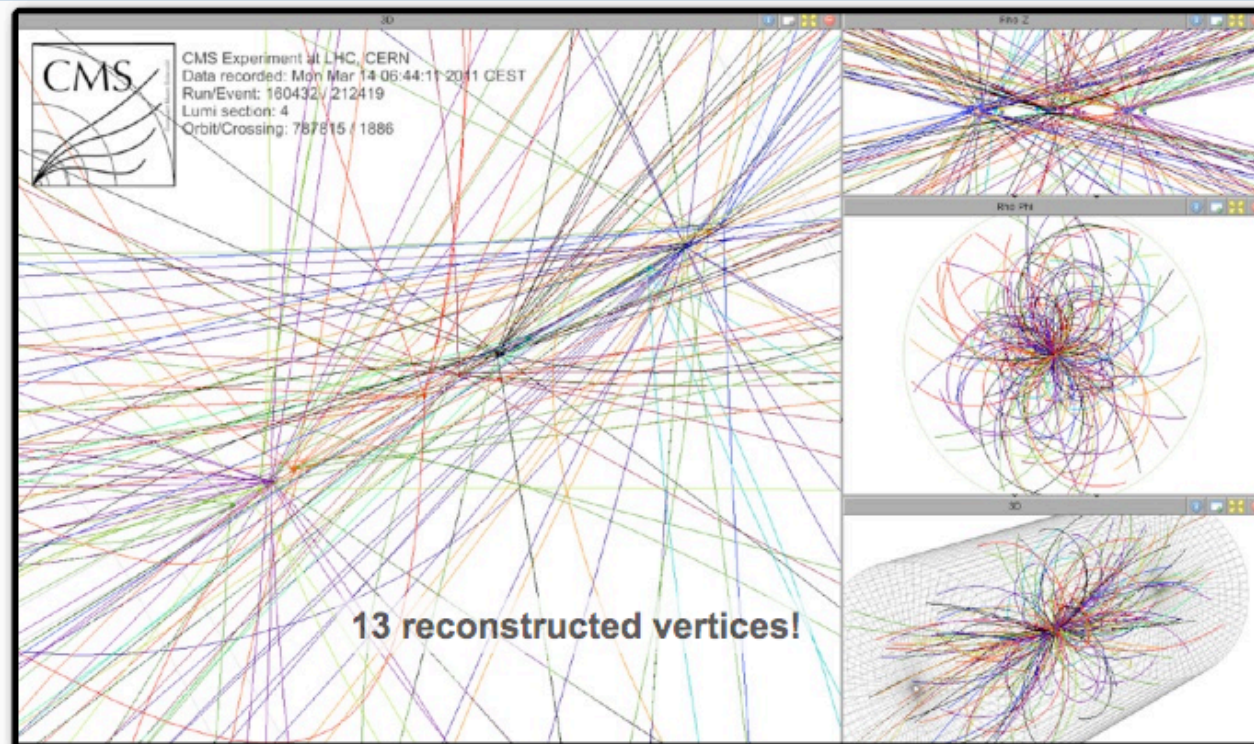 3D
CMS
CMS Experiment at LHC, CERN
Data recorded: Mon Mar 14 06:44:11 2011 CEST
Run/Event: 160432 / 212419
Lumi section: 4
Orbit/Crossing: 787815 / 1886
13 reconstructed vertices!
Rho Z
Rho Phi
3D